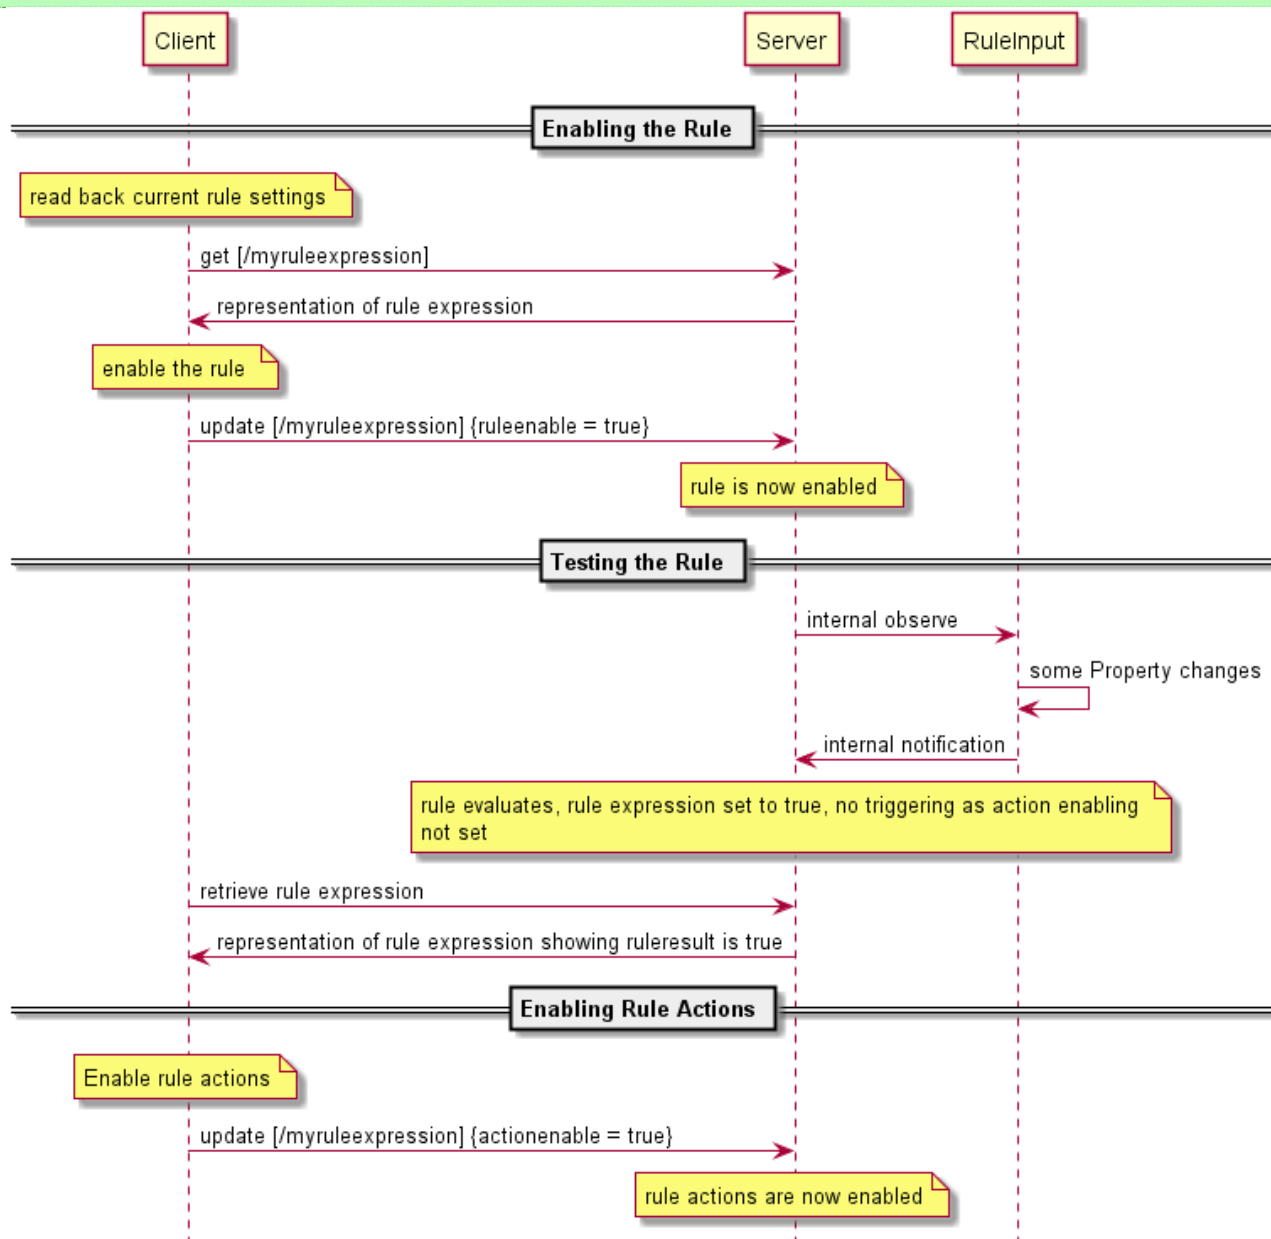 Client
Server
RuleInput
Enabling the Rule
read back current rule settings
get [/myruleexpression]
representation of rule expression
enable the rule
update [/myruleexpression] {ruleenable = true}
rule is now enabled
Testing the Rule
internal observe
some Property changes
internal notification
rule evaluates, rule expression set to true, no triggering as action enabling
not set
retrieve rule expression
representation of rule expression showing ruleresult is true
Enabling Rule Actions
Enable rule actions
update [/myruleexpression] {actionenable = true}
rule actions are now enabled